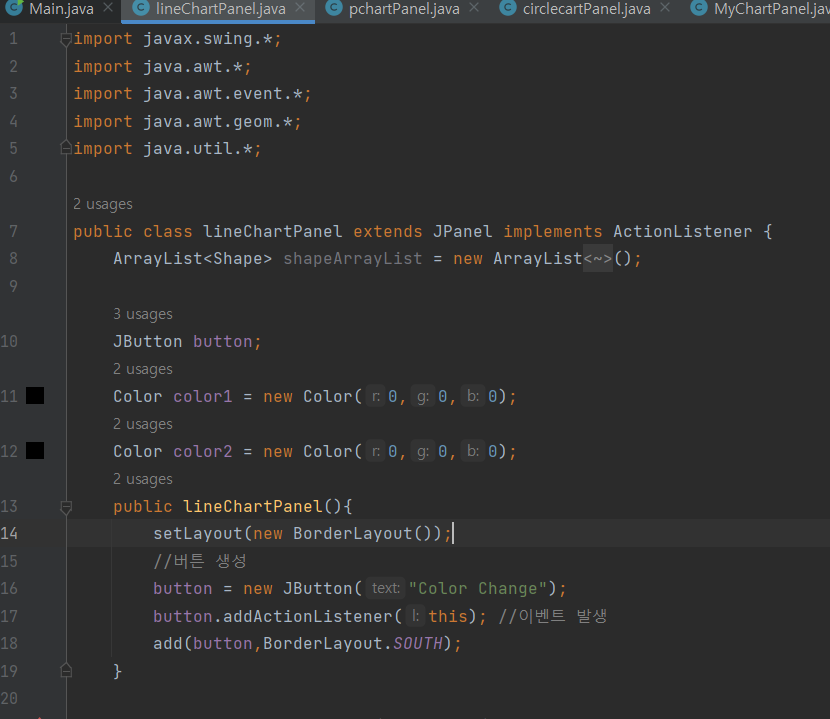 Main.java lineChartPanel.java pchartPanel.java circlecartPanel.java MyChartPanel.jav
1 import javax.swing.*;
2 import java.awt.*;
3 import java.awt.event.*;
4 import java.awt.geom.*;
5 import java.util.*;
6
2 usages
7 public class lineChartPanel extends JPanel implements ActionListener {
8 ArrayList<Shape> shapeArrayList = new ArrayList<~>();
9
3 usages
10 JButton button;
2 usages
11 Color color1 = new Color( r: 0, g: 0, b: 0);
2 usages
12 Color color2 = new Color( r: 0, g: 0, b: 0);
2 usages
13 public lineChartPanel(){
14 setLayout(new BorderLayout());
15 //버튼 생성
16 button = new JButton( text: "Color Change");
17 button.addActionListener( l: this); //이벤트 발생
18 add(button,BorderLayout.SOUTH);
19 }
20